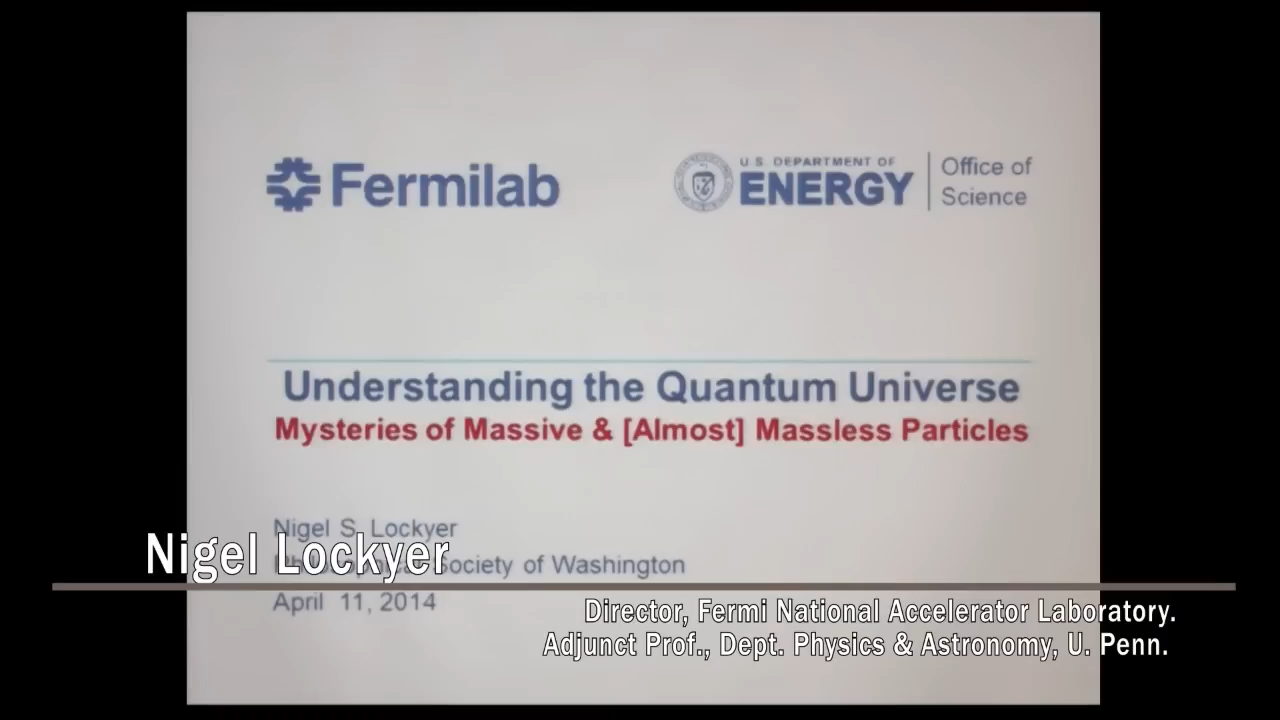 Fermilab
U.S. DEPARTMENT OF
ENERGY
Office of
Science
Understanding the Quantum Universe
Mysteries of Massive & [Almost] Massless Particles
Nigel S. Lockyer
Nigel Lockyer
Society of Washington
April 11, 2014
Director, Fermi National Accelerator Laboratory.
Adjunct Prof., Dept. Physics & Astronomy, U. Penn.